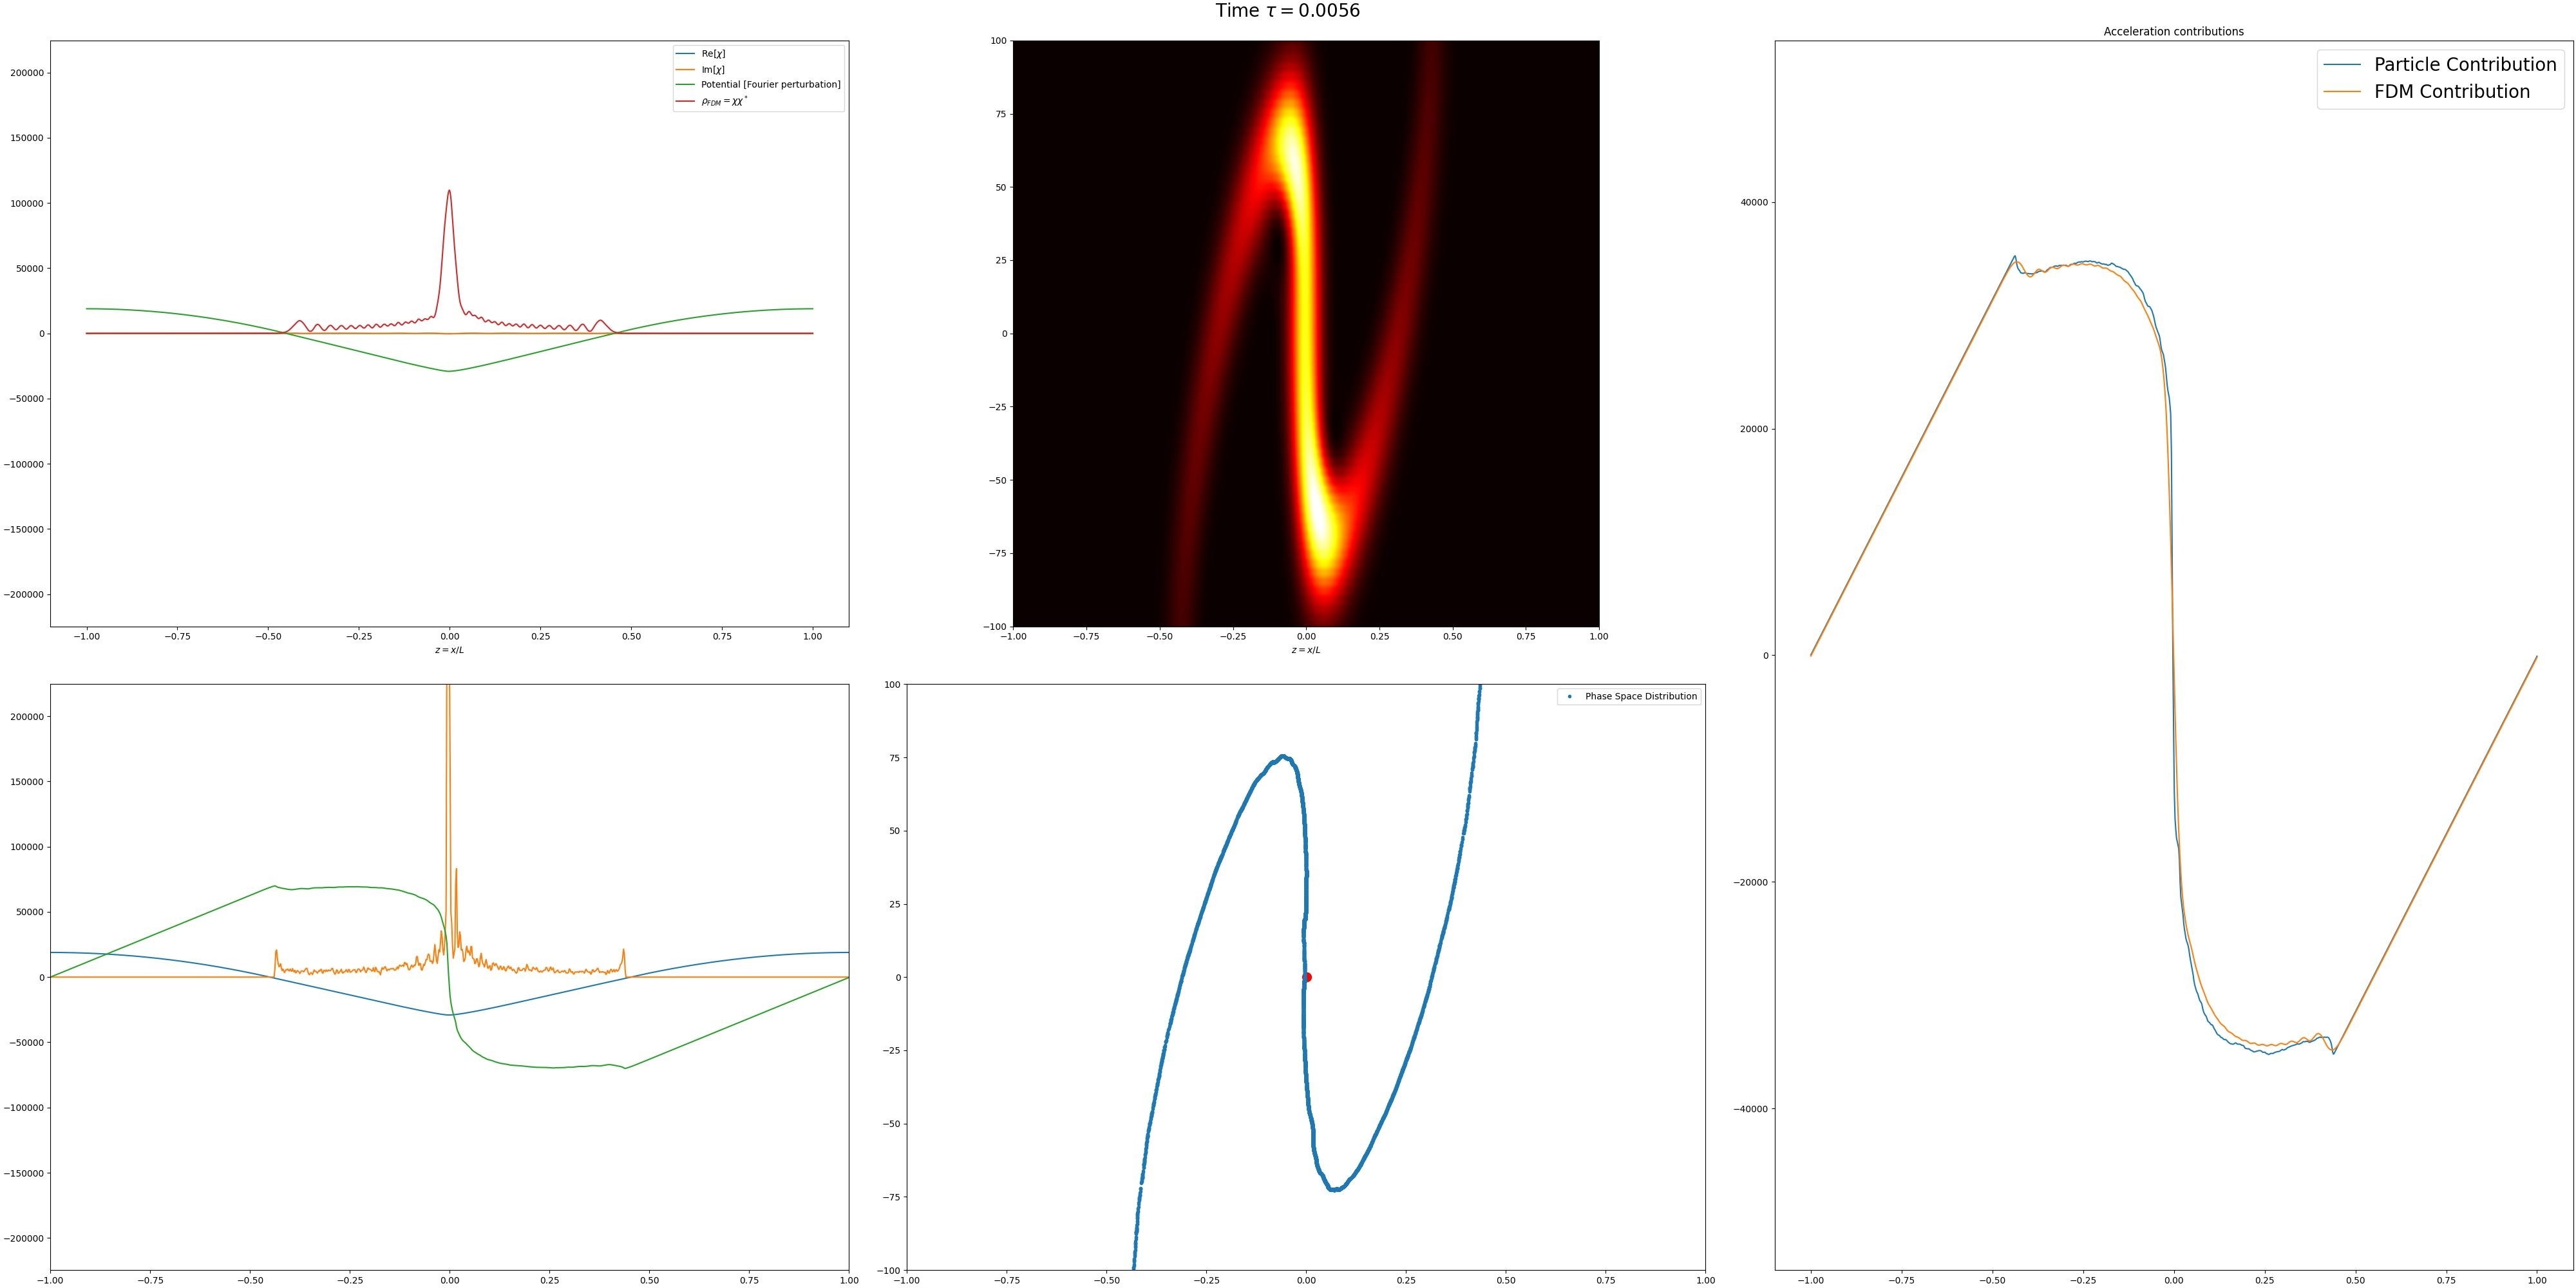 Time τ = 0.0056
Re[χ]
Im[χ]
Potential [Fourier perturbation]
ρ_FDM = χχ*
200000
150000
100000
50000
0
−50000
−100000
−150000
−200000
−1.00 −0.75 −0.50 −0.25 0.00 0.25 0.50 0.75 1.00
z = x/L
100
75
50
25
0
−25
−50
−75
−100
−1.00 −0.75 −0.50 −0.25 0.00 0.25 0.50 0.75 1.00
z = x/L
Acceleration contributions
Particle Contribution
FDM Contribution
40000
20000
0
−20000
−40000
−1.00 −0.75 −0.50 −0.25 0.00 0.25 0.50 0.75 1.00
200000
150000
100000
50000
0
−50000
−100000
−150000
−200000
−1.00 −0.75 −0.50 −0.25 0.00 0.25 0.50 0.75 1.00
Phase Space Distribution
100
75
50
25
0
−25
−50
−75
−100
−1.00 −0.75 −0.50 −0.25 0.00 0.25 0.50 0.75 1.00